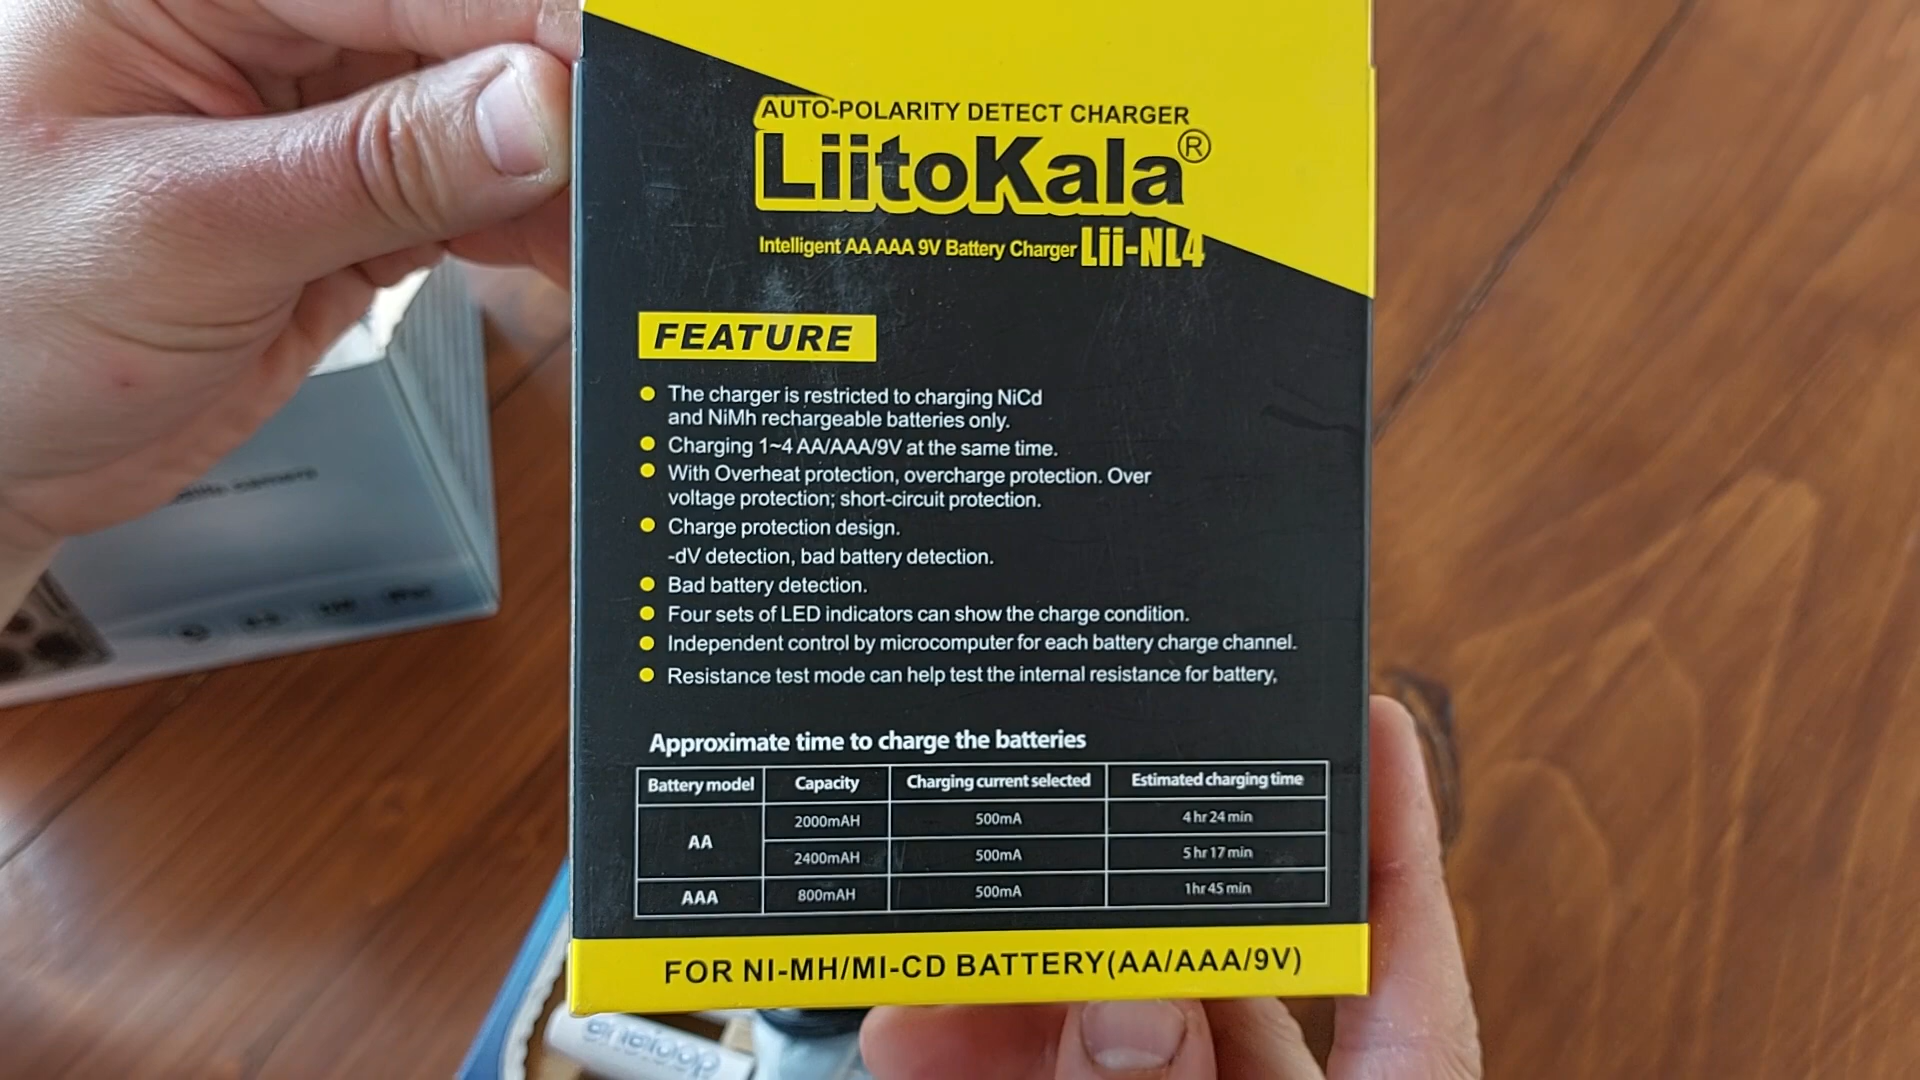 AUTO-POLARITY DETECT CHARGER
LiitoKala®
Intelligent AA AAA 9V Battery Charger Lii-NL4
FEATURE
The charger is restricted to charging NiCd
and NiMh rechargeable batteries only.
Charging 1~4 AA/AAA/9V at the same time.
With Overheat protection, overcharge protection. Over
voltage protection; short-circuit protection.
Charge protection design.
-dV detection, bad battery detection.
Bad battery detection.
Four sets of LED indicators can show the charge condition.
Independent control by microcomputer for each battery charge channel.
Resistance test mode can help test the internal resistance for battery,
Approximate time to charge the batteries
Battery model Capacity Charging current selected Estimated charging time
AA 2000mAH 500mA 4 hr 24 min
2400mAH 500mA 5 hr 17 min
AAA 800mAH 500mA 1hr 45 min
FOR NI-MH/MI-CD BATTERY(AA/AAA/9V)
eneloop
camera